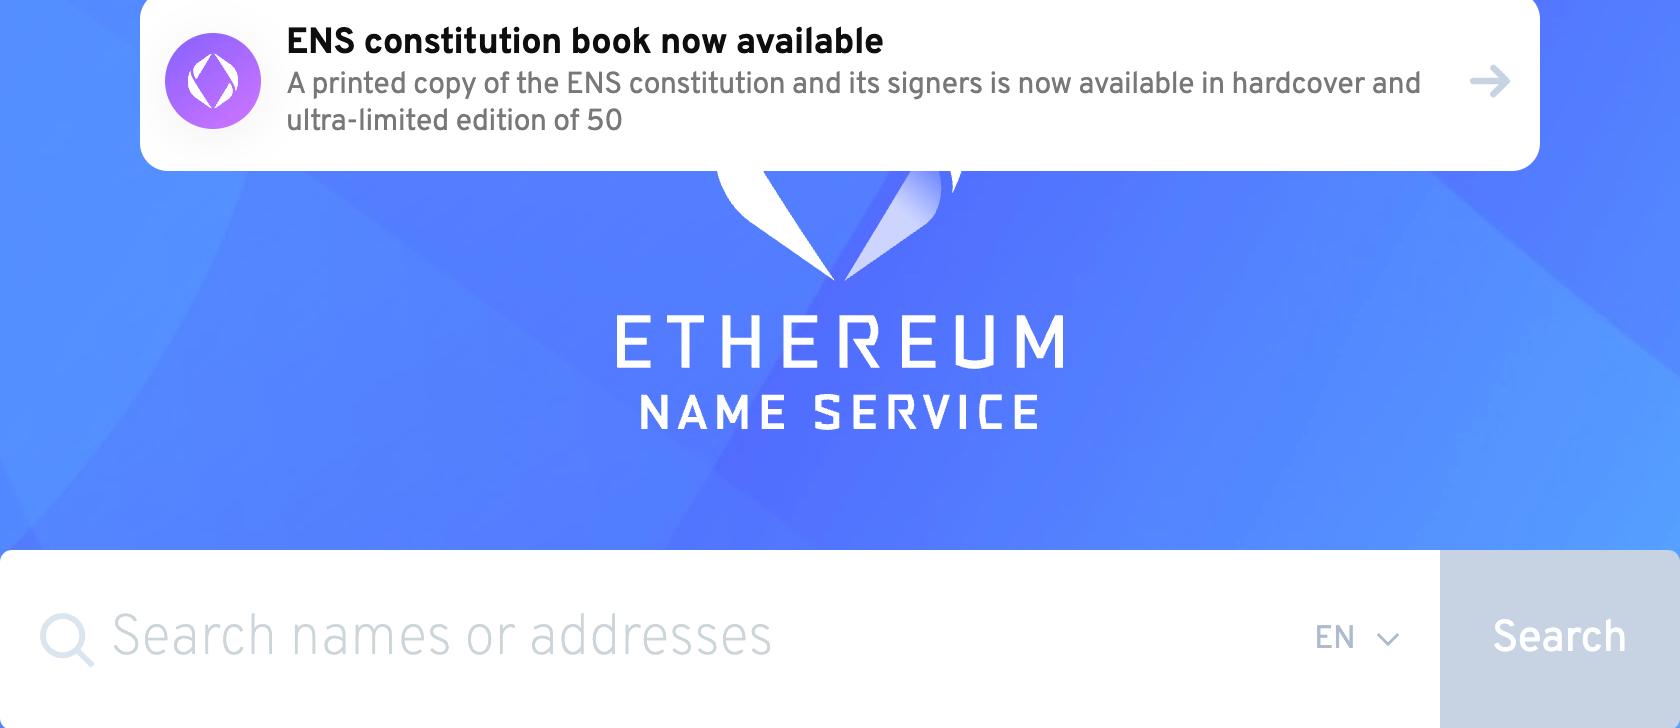 ENS constitution book now available
A printed copy of the ENS constitution and its signers is now available in hardcover and
ultra-limited edition of 50
ETHEREUM
NAME SERVICE
Search names or addresses
EN
Search